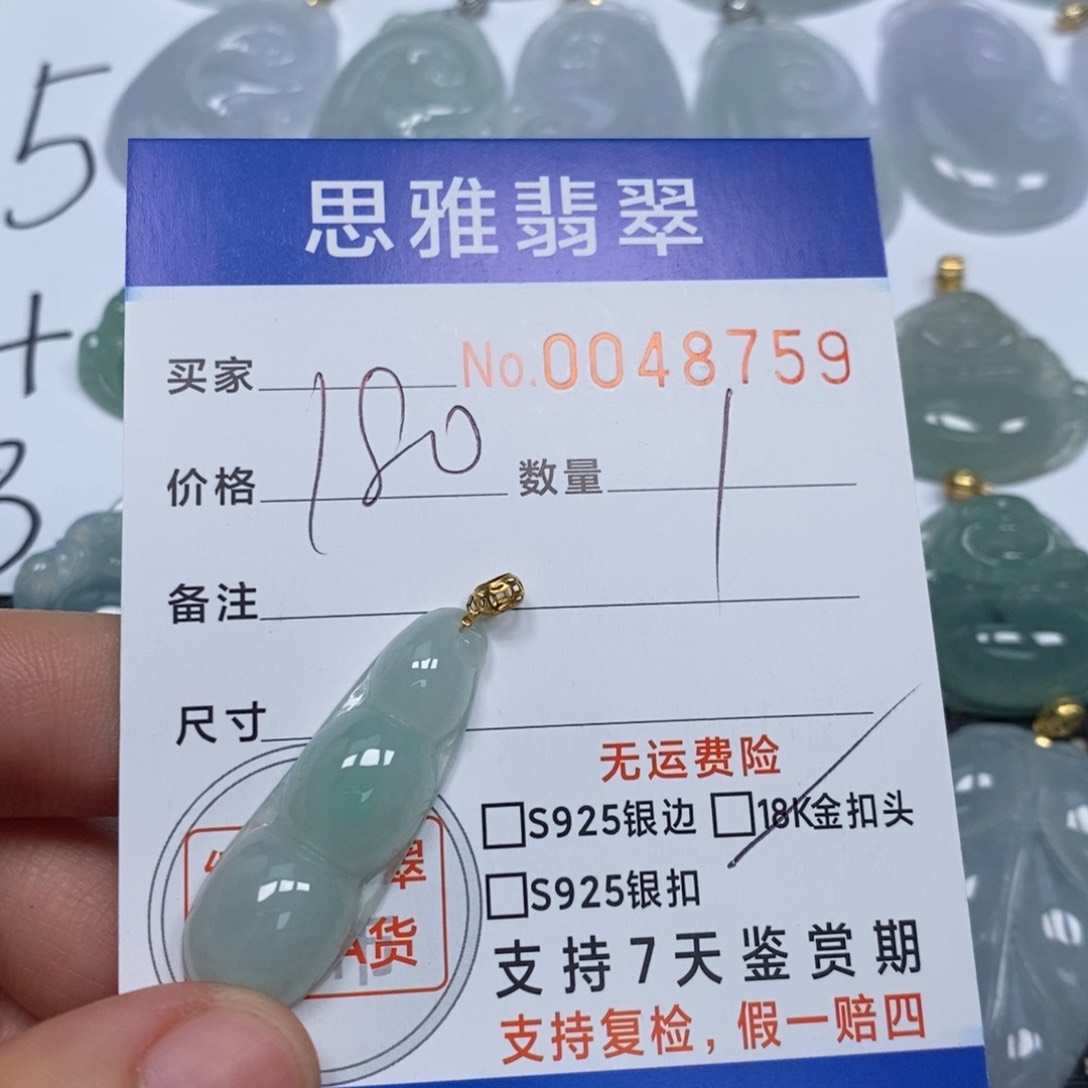 5
+
3
思雅翡翠
No.0048759
买家
价格 180 数量 1
备注
尺寸
无运费险
□S925银边 □18K金扣头
□S925银扣
翠
A货
支持7天鉴赏期
支持复检，假一赔四